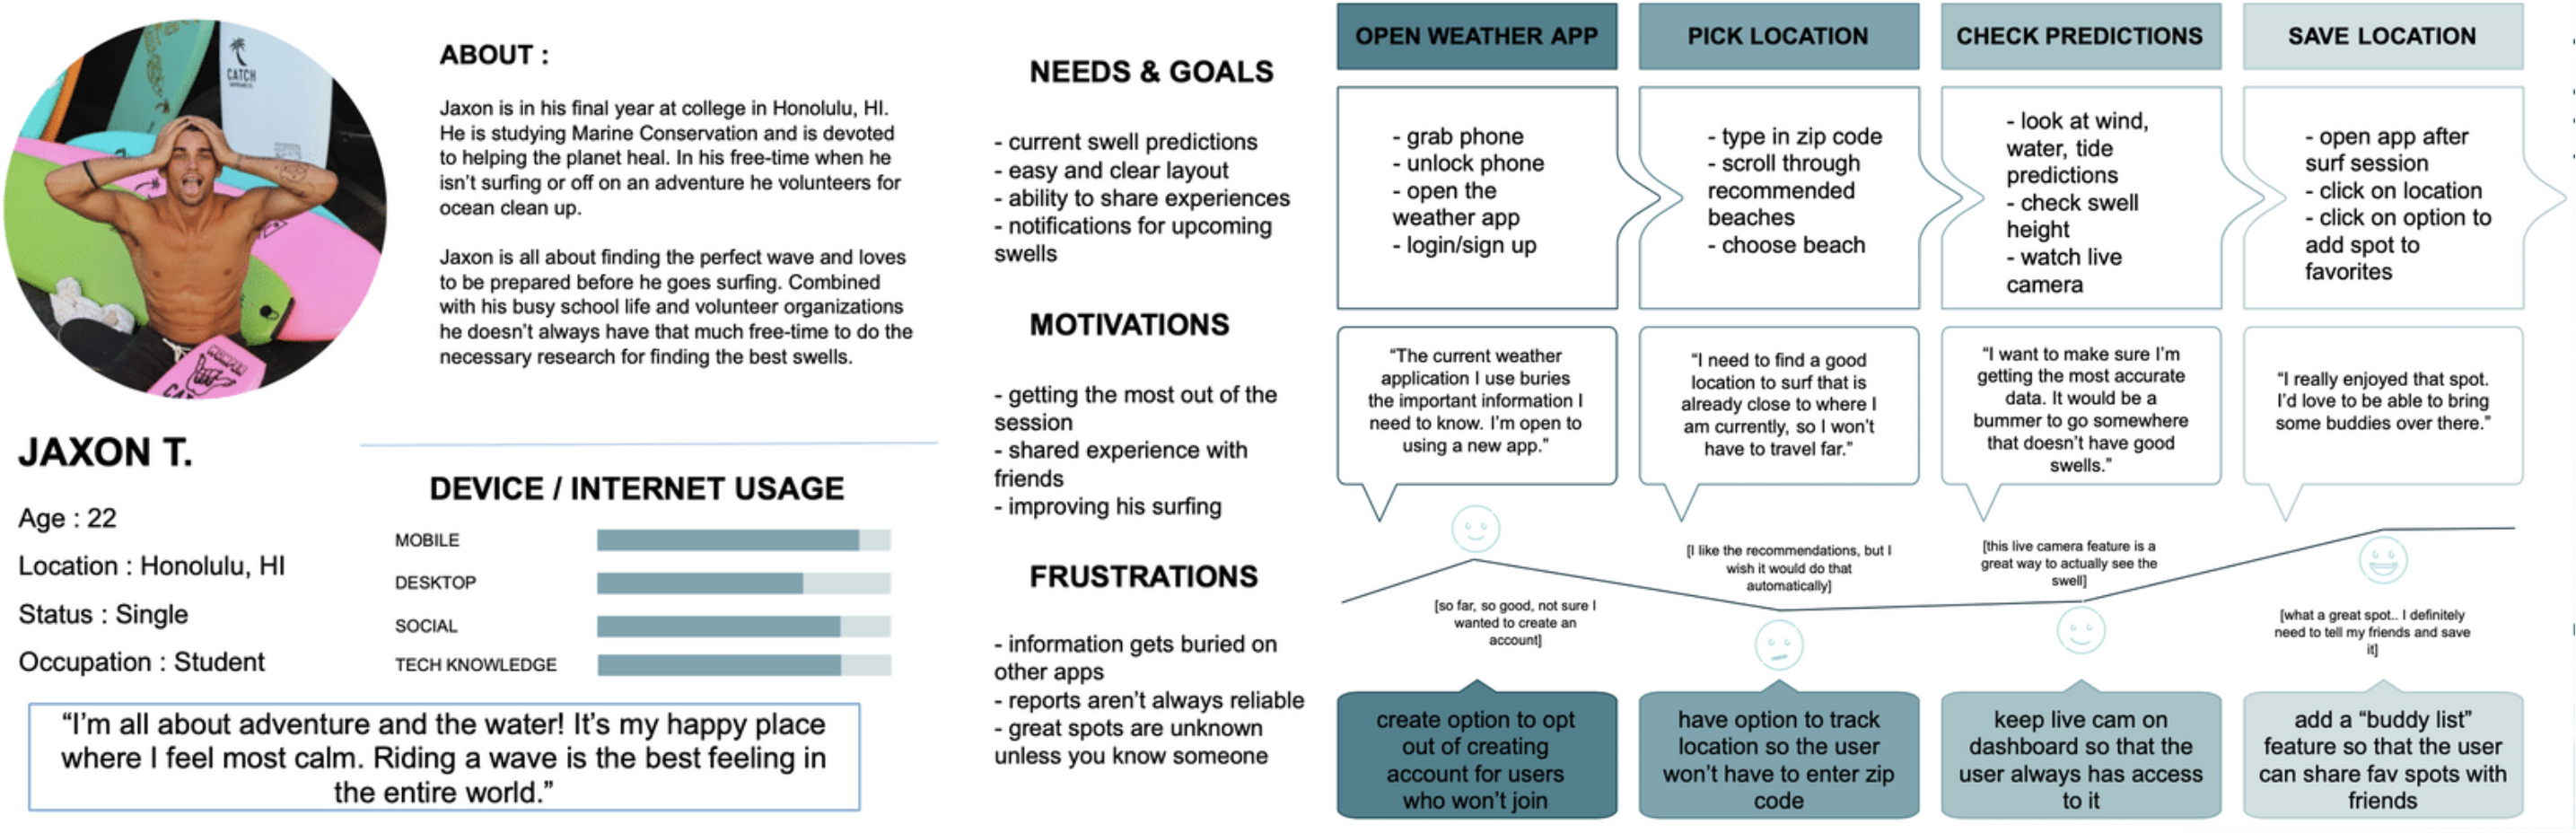 CATCH
ABOUT :
Jaxon is in his final year at college in Honolulu, HI.
He is studying Marine Conservation and is devoted
to helping the planet heal. In his free-time when he
isn’t surfing or off on an adventure he volunteers for
ocean clean up.
Jaxon is all about finding the perfect wave and loves
to be prepared before he goes surfing. Combined
with his busy school life and volunteer organizations
he doesn’t always have that much free-time to do the
necessary research for finding the best swells.
JAXON T.
Age : 22
Location : Honolulu, HI
Status : Single
Occupation : Student
DEVICE / INTERNET USAGE
MOBILE
DESKTOP
SOCIAL
TECH KNOWLEDGE
“I’m all about adventure and the water! It’s my happy place
where I feel most calm. Riding a wave is the best feeling in
the entire world.”
NEEDS & GOALS
- current swell predictions
- easy and clear layout
- ability to share experiences
- notifications for upcoming
swells
MOTIVATIONS
- getting the most out of the
session
- shared experience with
friends
- improving his surfing
FRUSTRATIONS
- information gets buried on
other apps
- reports aren’t always reliable
- great spots are unknown
unless you know someone
OPEN WEATHER APP
- grab phone
- unlock phone
- open the
weather app
- login/sign up
“The current weather
application I use buries
the important information I
need to know. I’m open to
using a new app.”
[so far, so good, not sure I
wanted to create an
account]
create option to opt
out of creating
account for users
who won’t join
PICK LOCATION
- type in zip code
- scroll through
recommended
beaches
- choose beach
“I need to find a good
location to surf that is
already close to where I
am currently, so I won’t
have to travel far.”
[I like the recommendations, but I
wish it would do that
automatically]
have option to track
location so the user
won’t have to enter zip
code
CHECK PREDICTIONS
- look at wind,
water, tide
predictions
- check swell
height
- watch live
camera
“I want to make sure I’m
getting the most accurate
data. It would be a
bummer to go somewhere
that doesn’t have good
swells.”
[this live camera feature is a
great way to actually see the
swell]
keep live cam on
dashboard so that the
user always has access
to it
SAVE LOCATION
- open app after
surf session
- click on location
- click on option to
add spot to
favorites
“I really enjoyed that spot.
I’d love to be able to bring
some buddies over there.”
[what a great spot.. I definitely
need to tell my friends and save
it]
add a “buddy list”
feature so that the user
can share fav spots with
friends